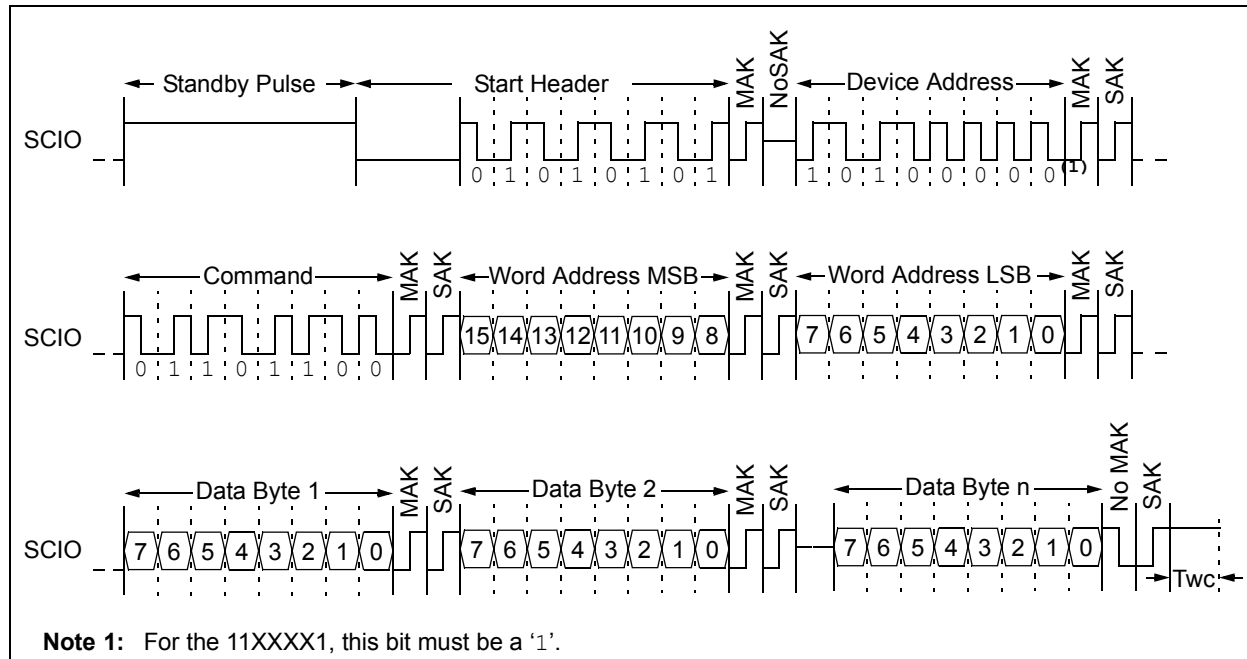 Standby Pulse Start Header MAK NoSAK Device Address MAK SAK
SCIO
0 1 0 1 0 1 0 1 1 0 1 0 0 0 0 0(1)
Command MAK SAK Word Address MSB MAK SAK Word Address LSB MAK SAK
SCIO 15 14 13 12 11 10 9 8 7 6 5 4 3 2 1 0
0 1 1 0 1 1 0 0
Data Byte 1 MAK SAK Data Byte 2 MAK SAK Data Byte n No MAK SAK
SCIO 7 6 5 4 3 2 1 0 7 6 5 4 3 2 1 0 7 6 5 4 3 2 1 0
Twc
Note 1: For the 11XXXX1, this bit must be a ‘1’.